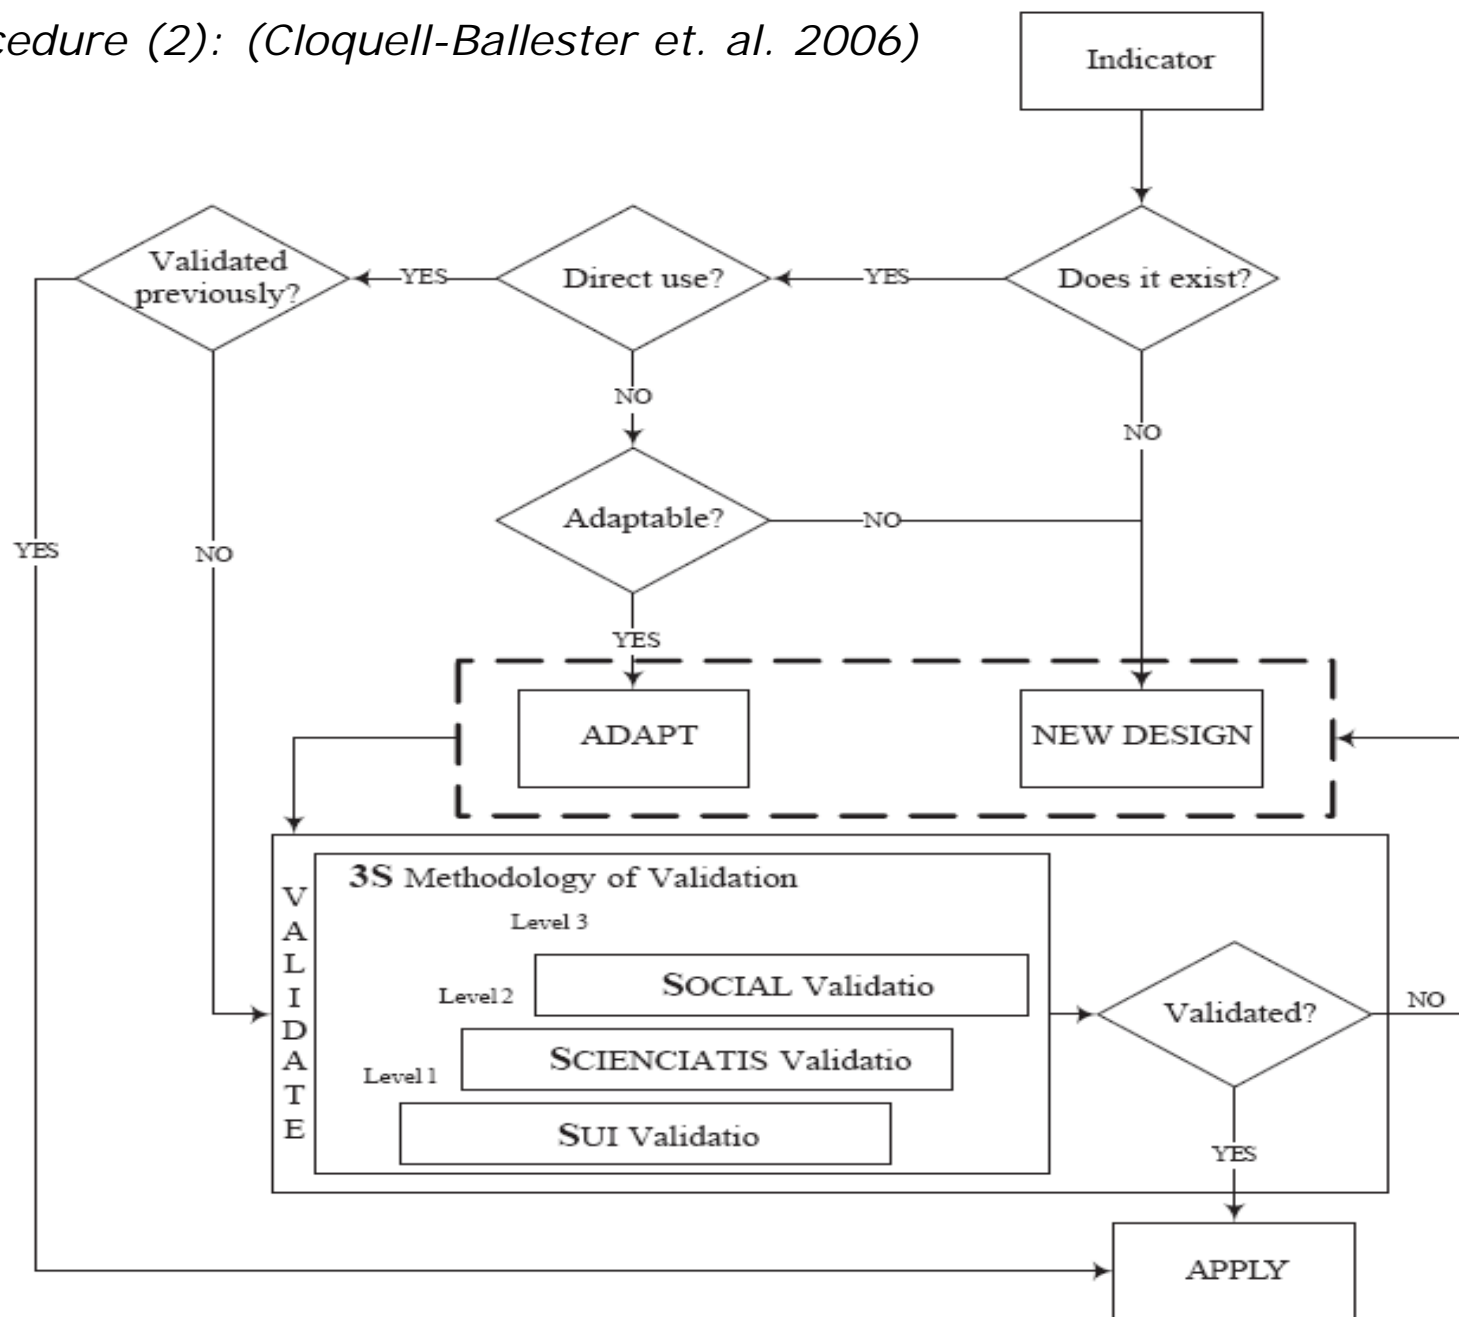 cedure (2): (Cloquell-Ballester et. al. 2006)
Indicator
Validated
previously?
YES
Direct use?
YES
Does it exist?
NO
NO
Adaptable?
NO
YES
NO
YES
ADAPT
NEW DESIGN
VALIDATE
3S Methodology of Validation
Level 3
SOCIAL Validatio
Level 2
SCIENCIATIS Validatio
Level 1
SUI Validatio
Validated?
NO
YES
APPLY